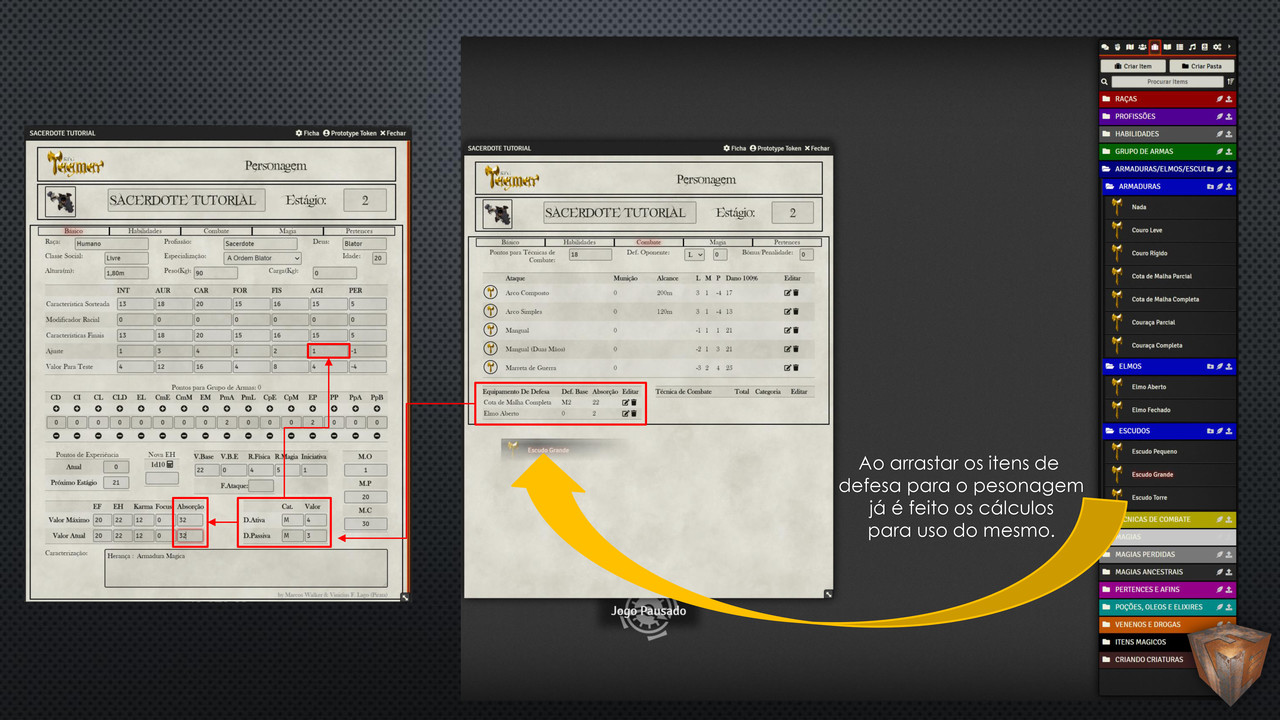 SACERDOTE TUTORIAL
Ficha Prototype Token Fechar
Tagmar
Personagem
SACERDOTE TUTORIAL Estágio: 2
Básico Habilidades Combate Magia Pertences
Raça: Humano Profissão: Sacerdote Deus: Blator
Classe Social: Livre Especialização: A Ordem Blator Idade: 20
Altura(m): 1,80m Peso(Kg): 90 Carga(Kg): 0
INT AUR CAR FOR FIS AGI PER
Característica Sorteada 13 18 20 15 16 15 5
Modificador Racial 0 0 0 0 0 0 0
Características Finais 13 18 20 15 16 15 5
Ajuste 1 3 4 1 2 1 -1
Valor Para Teste 4 12 16 4 8 4 -4
Pontos para Grupo de Armas: 0
CD CI CL CLD EL CmE CmM EM PmA PmL CpE CpM EP PP PpA PpB
0 0 0 0 0 0 0 0 2 0 0 0 2 0 0 0
Pontos de Experiência Nova EH V.Base V.B.E R.Física R.Magia Iniciativa M.O
Atual 0 1d10 22 0 4 5 1 1
Próximo Estágio 21 F.Ataque: M.P
20
M.C
30
EF EH Karma Focus Absorção Cat. Valor
Valor Máximo 20 22 12 0 32 D.Ativa M 4
Valor Atual 20 22 12 0 32 D.Passiva M 3
Caracterização: Herança : Armadura Magica
SACERDOTE TUTORIAL
Ficha Prototype Token Fechar
Tagmar
Personagem
SACERDOTE TUTORIAL Estágio: 2
Básico Habilidades Combate Magia Pertences
Pontos para Técnicas de Combate: 18 Def. Oponente: L 0 Bônus/Penalidade: 0
Ataque Munição Alcance L M P Dano 100% Editar
Arco Composto 0 200m 3 1 -4 17
Arco Simples 0 120m 3 1 -4 13
Mangual 0 -1 1 1 21
Mangual (Duas Mãos) 0 -2 1 3 21
Marreta de Guerra 0 -3 2 4 23
Equipamento De Defesa Def. Base Absorção Editar Técnica de Combate Total Categoria Editar
Cota de Malha Completa M2 22
Elmo Aberto 0 2
Escudo Grande
Ao arrastar os itens de
defesa para o pesonagem
já é feito os cálculos
para uso do mesmo.
Jogo Pausado
Criar Item Criar Pasta
Procurar Items
RAÇAS
PROFISSÕES
HABILIDADES
GRUPO DE ARMAS
ARMADURAS/ELMOS/ESCUD
ARMADURAS
Nada
Couro Leve
Couro Rígido
Cota de Malha Parcial
Cota de Malha Completa
Couraça Parcial
Couraça Completa
ELMOS
Elmo Aberto
Elmo Fechado
ESCUDOS
Escudo Pequeno
Escudo Grande
Escudo Torre
CNICAS DE COMBATE
MAGIAS
MAGIAS PERDIDAS
MAGIAS ANCESTRAIS
PERTENCES E AFINS
POÇÕES, OLEOS E ELIXIRES
VENENOS E DROGAS
ITENS MAGICOS
CRIANDO CRIATURAS